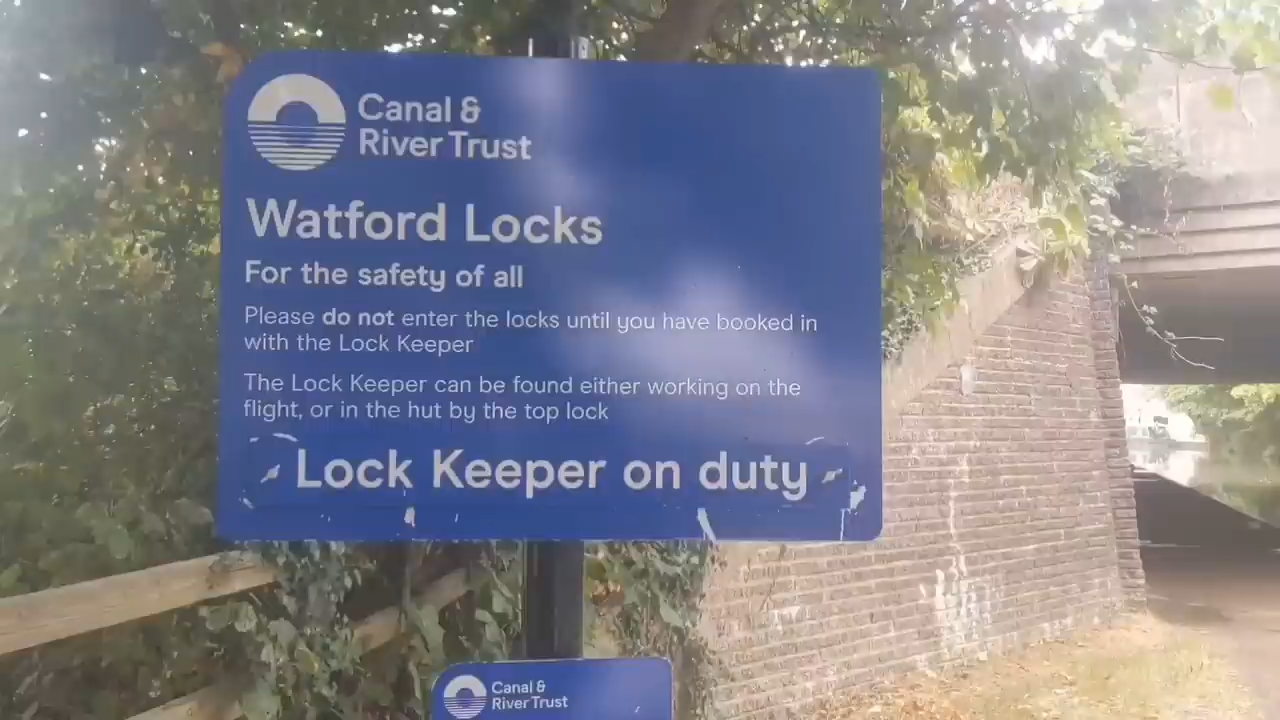 Canal &
River Trust
Watford Locks
For the safety of all
Please do not enter the locks until you have booked in
with the Lock Keeper
The Lock Keeper can be found either working on the
flight, or in the hut by the top lock
Lock Keeper on duty
Canal &
River Trust